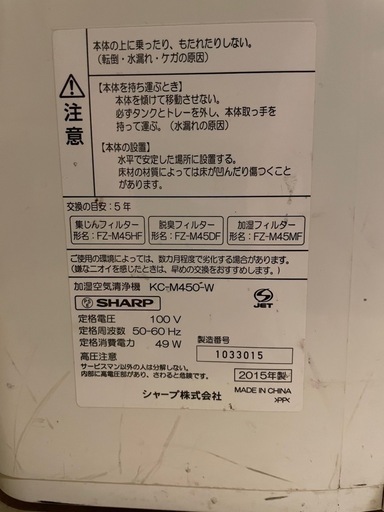 本体の上に乗ったり、もたれたりしない。
（転倒・水漏れ・ケガの原因）
注意
【本体を持ち運ぶとき】
本体を傾けて移動させない。
必ずタンクとトレーを外し、本体取っ手を
持って運ぶ。（水漏れの原因）
【本体の設置】
水平で安定した場所に設置する。
床材の材質によっては床が凹んだり傷つくことが
あります。
交換の目安：5年
集じんフィルター
形名：FZ-M45HF
脱臭フィルター
形名：FZ-M45DF
加湿フィルター
形名：FZ-M45MF
ご使用の環境によっては、数カ月程度で劣化する場合があります。
（嫌なニオイを感じたときは、早めの交換をおすすめします。）
加湿空気清浄機 KC-M450-W
SHARP
JET
定格電圧 100 V
定格周波数 50-60 Hz
定格消費電力 49 W
製造番号
1033015
高圧注意
サービスマン以外の人は分解しない。
内部に高電圧部があり、さわると危険です。
2015年製
MADE IN CHINA
>PP<
シャープ株式会社